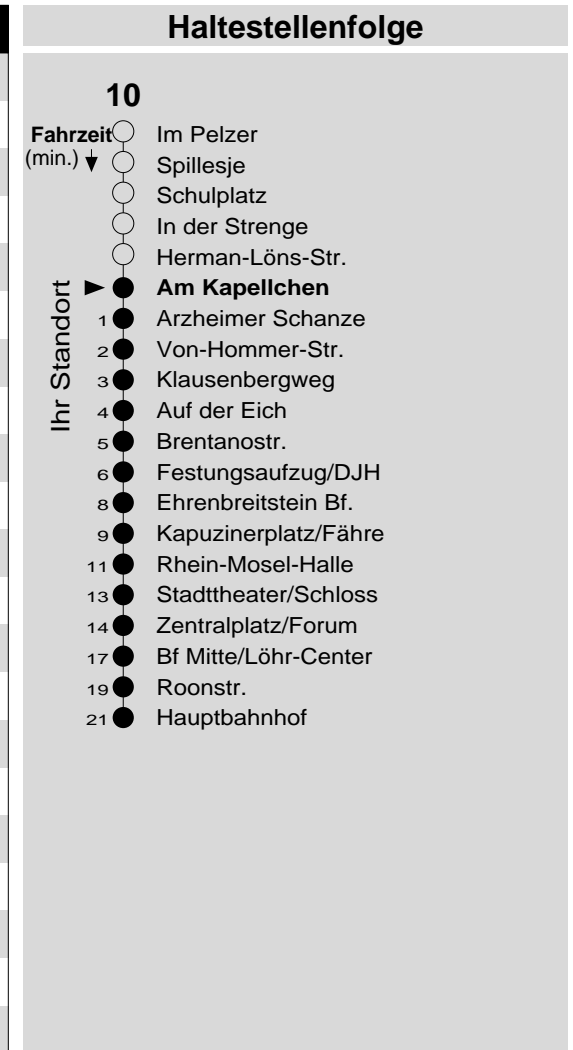 Haltestellenfolge
10
Fahrzeit
(min.)
Im Pelzer
Spillesje
Schulplatz
In der Strenge
Herman-Löns-Str.
Ihr Standort
Am Kapellchen
1 Arzheimer Schanze
2 Von-Hommer-Str.
3 Klausenbergweg
4 Auf der Eich
5 Brentanostr.
6 Festungsaufzug/DJH
8 Ehrenbreitstein Bf.
9 Kapuzinerplatz/Fähre
11 Rhein-Mosel-Halle
13 Stadttheater/Schloss
14 Zentralplatz/Forum
17 Bf Mitte/Löhr-Center
19 Roonstr.
21 Hauptbahnhof